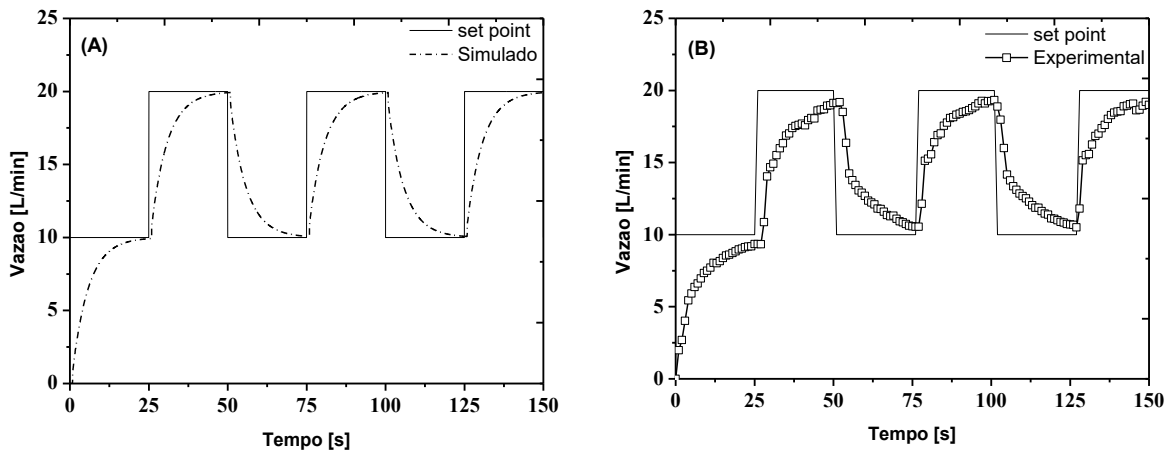 (A)
set point
Simulado
25
20
15
10
5
0
Vazao [L/min]
0 25 50 75 100 125 150
Tempo [s]
(B)
set point
Experimental
25
20
15
10
5
0
Vazao [L/min]
0 25 50 75 100 125 150
Tempo [s]